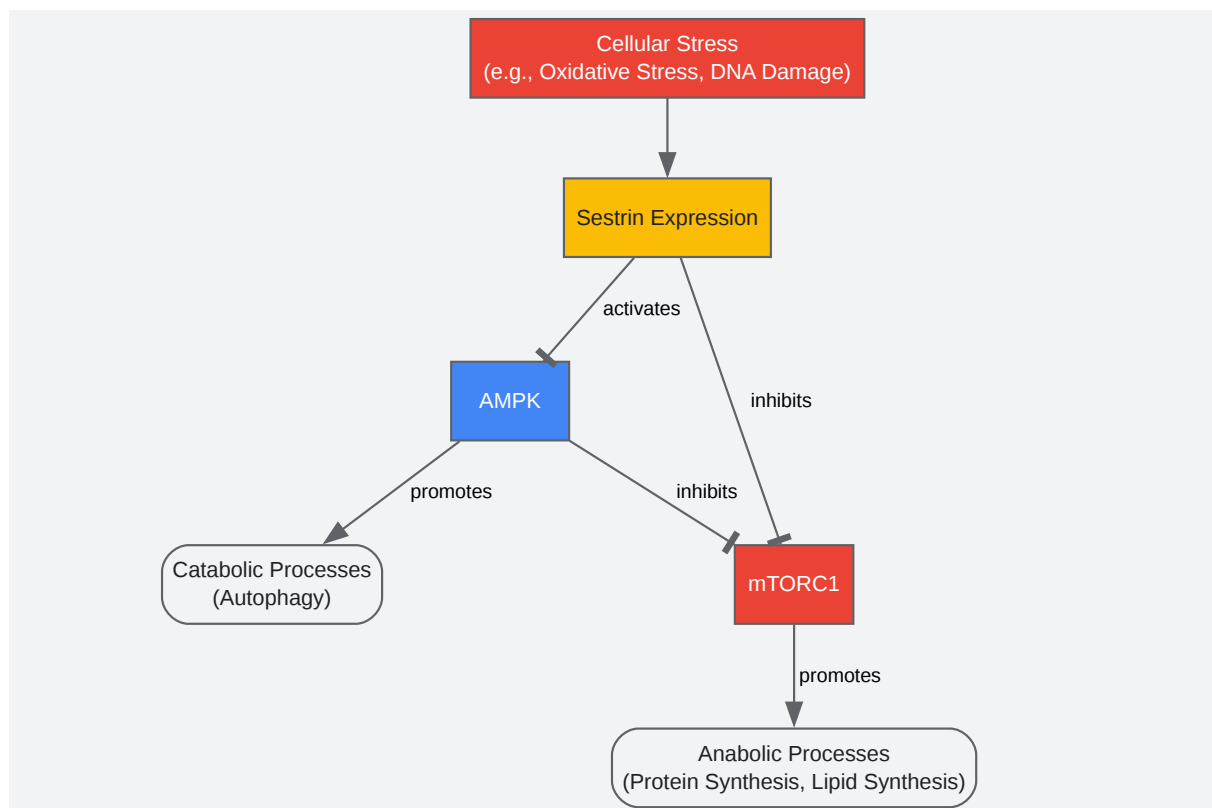 Cellular Stress
(e.g., Oxidative Stress, DNA Damage)
Sestrin Expression
activates
AMPK
inhibits
promotes
inhibits
Catabolic Processes
(Autophagy)
mTORC1
promotes
Anabolic Processes
(Protein Synthesis, Lipid Synthesis)